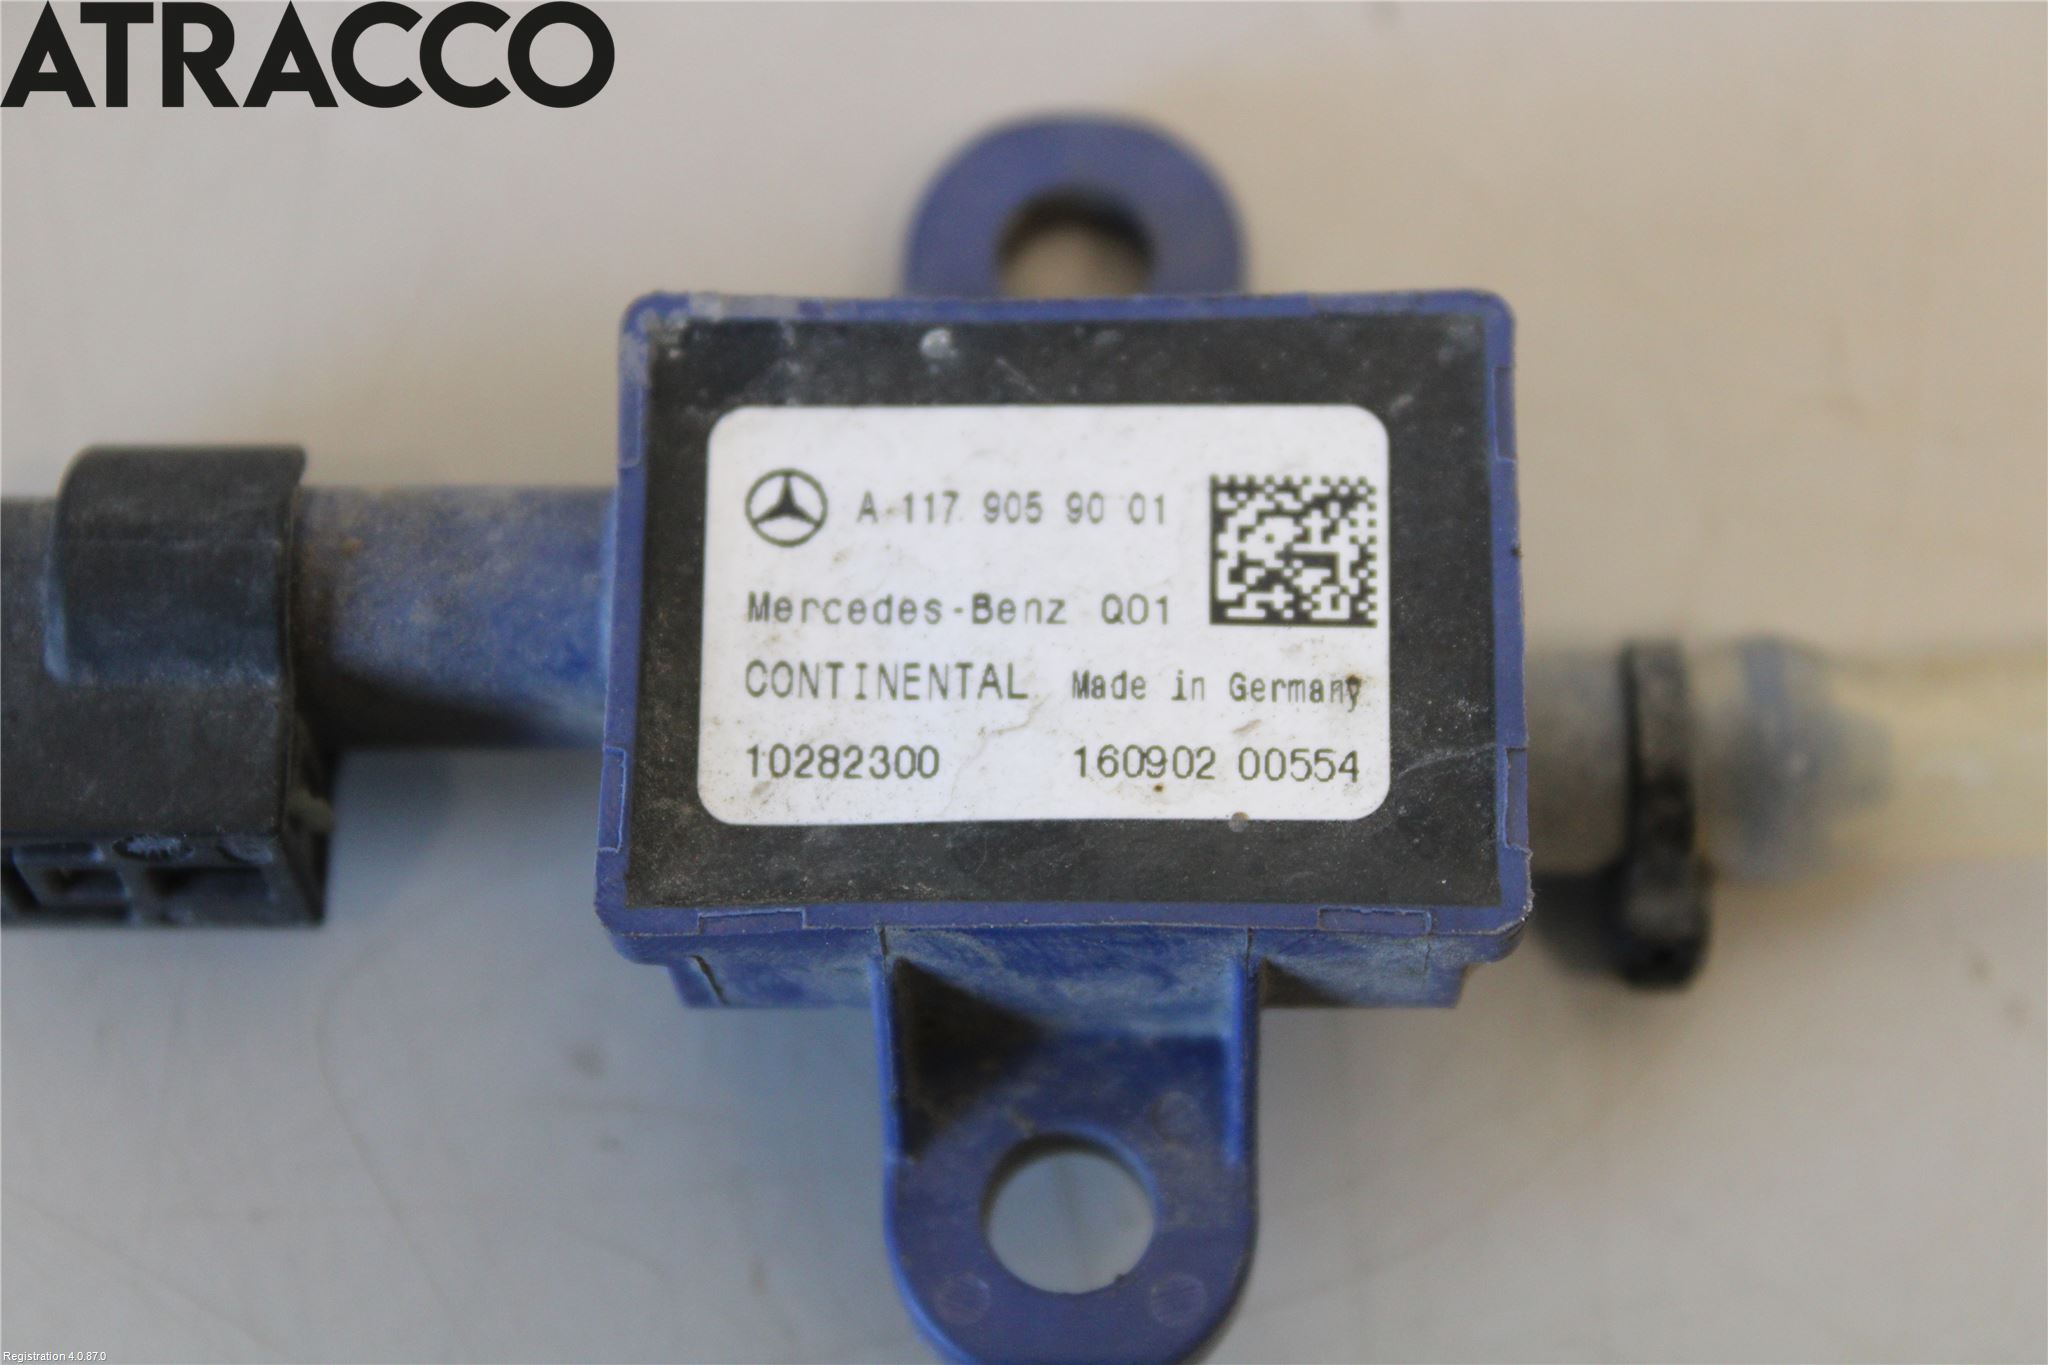 ATRACCO
A 117 905 90 01
Mercedes-Benz Q01
CONTINENTAL Made in Germany
10282300 160902 00554
Registration 4.0.87.0